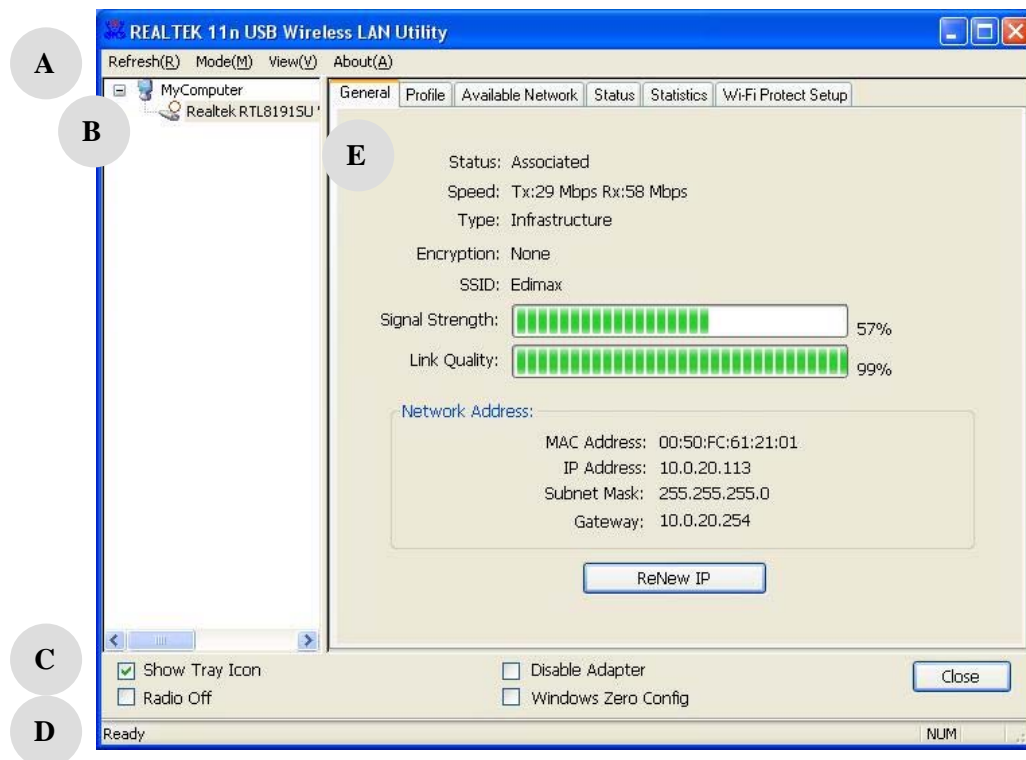 REALTEK 11n USB Wireless LAN Utility
A
Refresh(R) Mode(M) View(V) About(A)
MyComputer
Realtek RTL8191SU
B
General Profile Available Network Status Statistics Wi-Fi Protect Setup
E
Status: Associated
Speed: Tx:29 Mbps Rx:58 Mbps
Type: Infrastructure
Encryption: None
SSID: Edimax
Signal Strength: 57%
Link Quality: 99%
Network Address:
MAC Address: 00:50:FC:61:21:01
IP Address: 10.0.20.113
Subnet Mask: 255.255.255.0
Gateway: 10.0.20.254
ReNew IP
C
Show Tray Icon Disable Adapter Close
Radio Off Windows Zero Config
D
Ready NUM